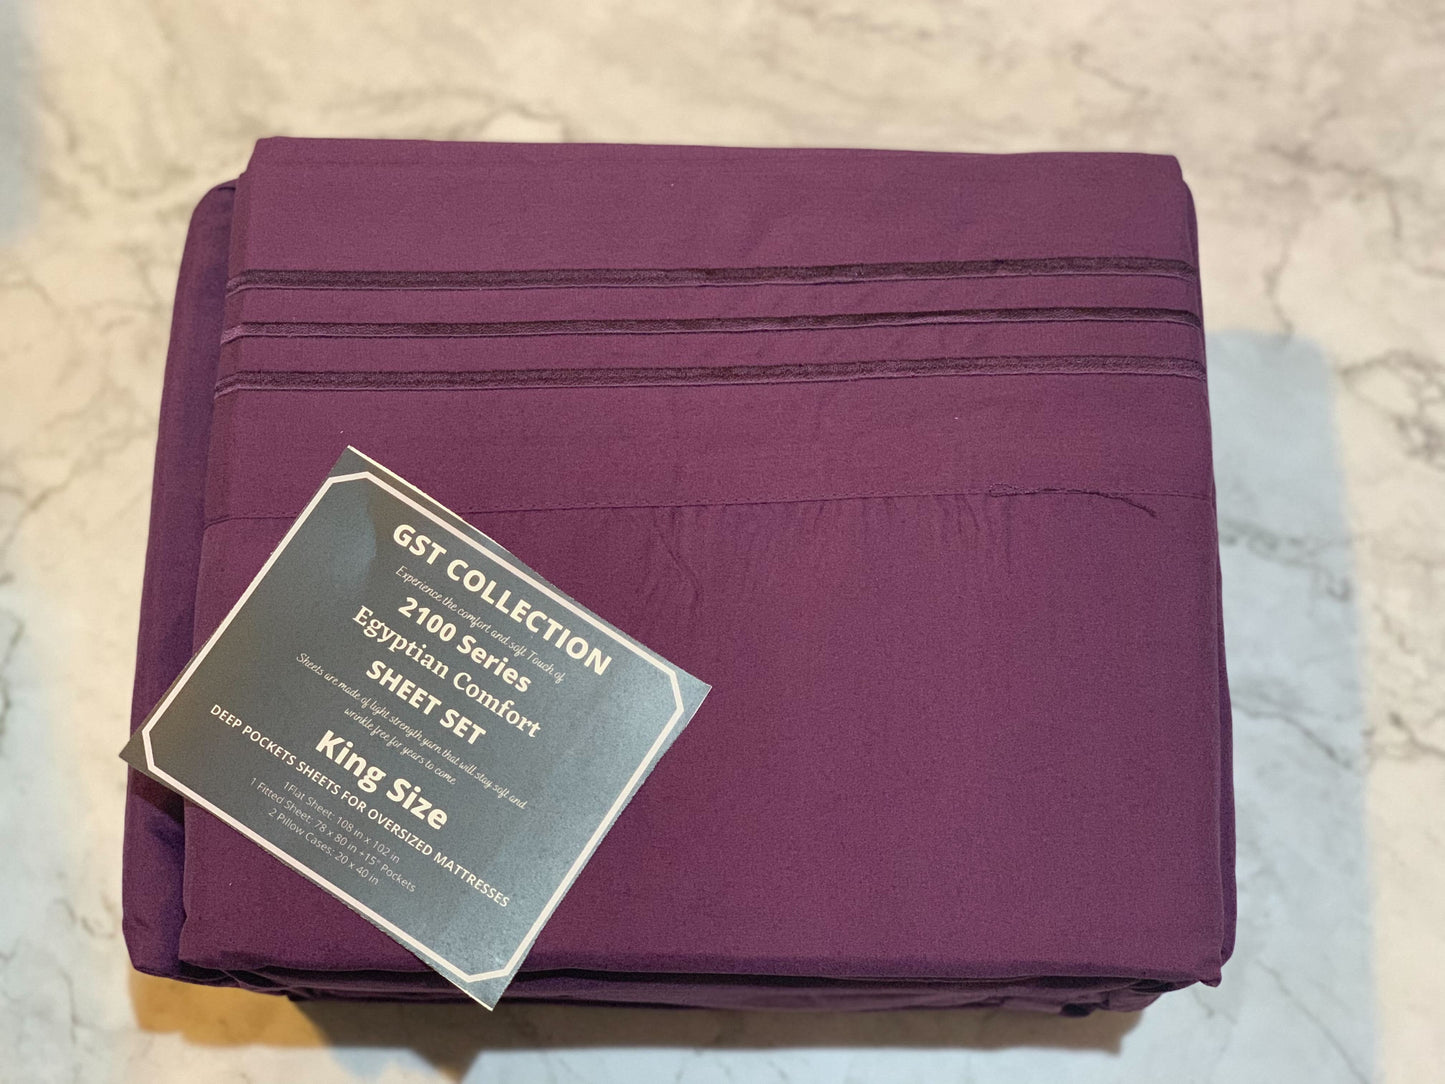 GST COLLECTION
Experience the comfort and soft Touch of
2100 Series
Egyptian Comfort
SHEET SET
Sheets are made of light strength yarn that will stay soft and
wrinkle free for years to come
King Size
DEEP POCKETS SHEETS FOR OVERSIZED MATTRESSES
1Flat Sheet: 108 in x 102 in
1 Fitted Sheet: 78 x 80 in +15" Pockets
2 Pillow Cases: 20 x 40 in